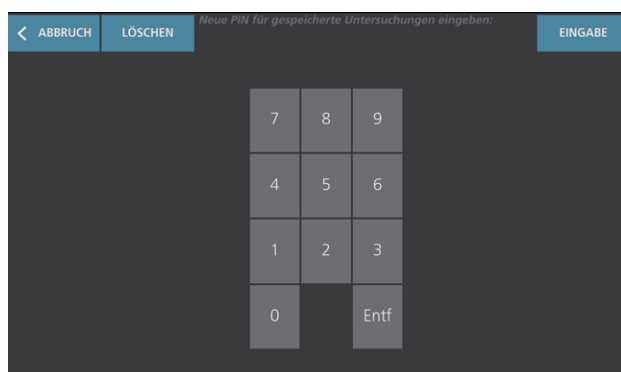 Neue PIN für gespeicherte Untersuchungen eingeben:
ABBRUCH LÖSCHEN EINGABE
7 8 9
4 5 6
1 2 3
0 Entf